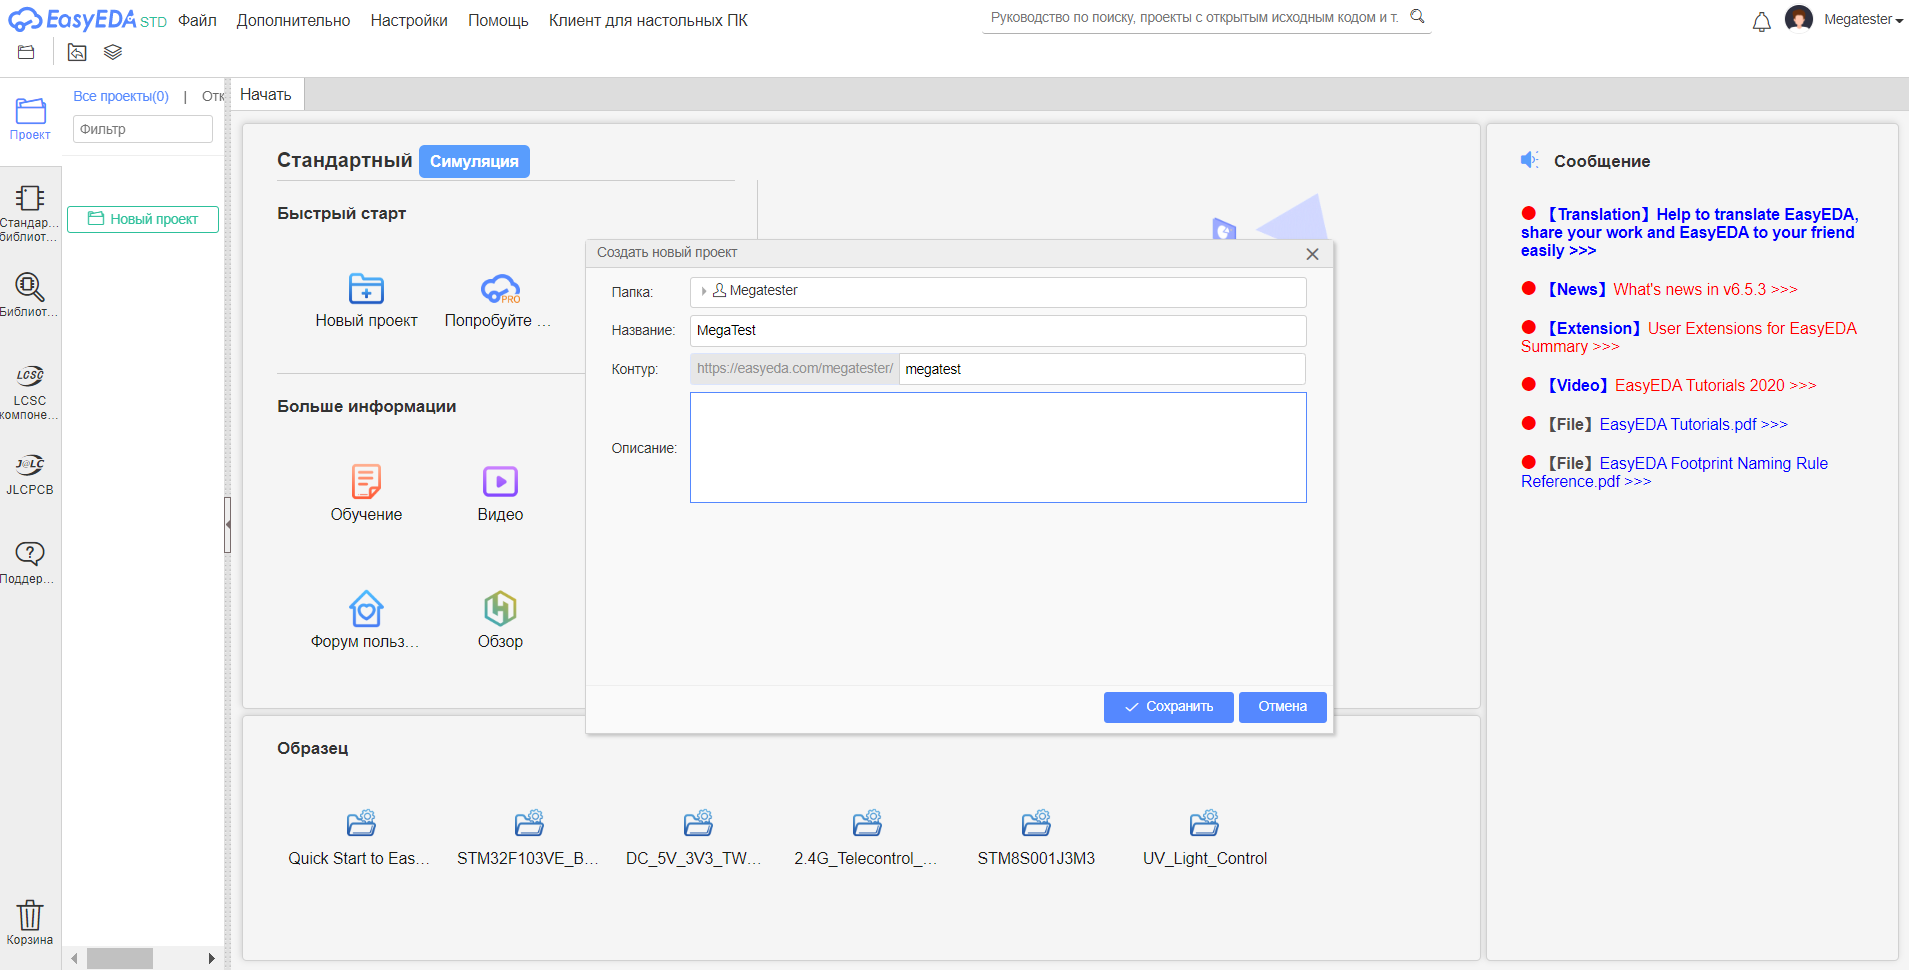 EasyEDA STD Файл Дополнительно Настройки Помощь Клиент для настольных ПК
Руководство по поиску, проекты с открытым исходным кодом и т.
Megatester
Проект
Стандар...
библиот...
Библиот...
LCSC
LCSC
компоне...
J@LC
JLCPCB
Поддер...
Корзина
Все проекты(0) | Отк
Фильтр
Новый проект
Начать
Стандартный Симуляция
Быстрый старт
Новый проект
PRO
Попробуйте ...
Больше информации
Обучение
Видео
Форум польз...
Обзор
Создать новый проект
Папка: Megatester
Название: MegaTest
Контур: https://easyeda.com/megatester/ megatest
Описание:
Сохранить Отмена
Образец
Quick Start to Eas...
STM32F103VE_B...
DC_5V_3V3_TW...
2.4G_Telecontrol_...
STM8S001J3M3
UV_Light_Control
Сообщение
【Translation】Help to translate EasyEDA,
share your work and EasyEDA to your friend
easily >>>
【News】What's news in v6.5.3 >>>
【Extension】User Extensions for EasyEDA
Summary >>>
【Video】EasyEDA Tutorials 2020 >>>
【File】EasyEDA Tutorials.pdf >>>
【File】EasyEDA Footprint Naming Rule
Reference.pdf >>>